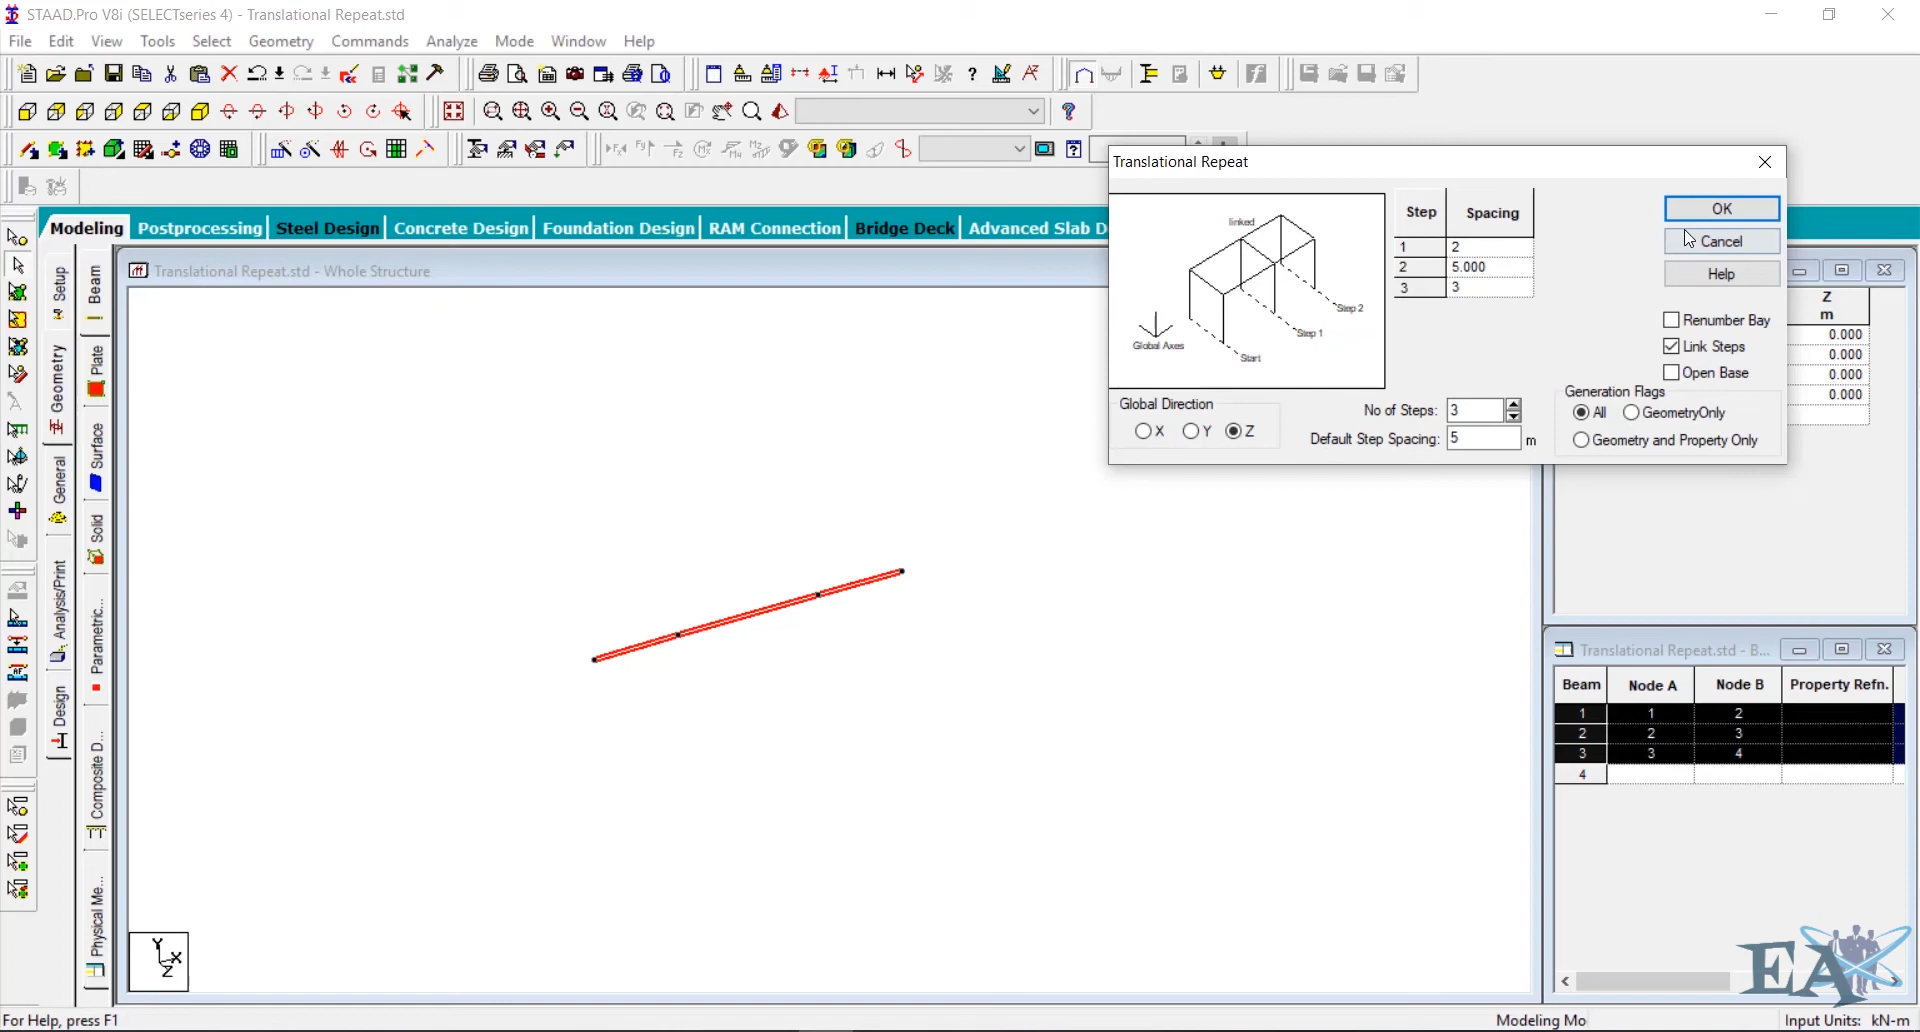 STAAD.Pro V8i (SELECTseries 4) - Translational Repeat.std
File Edit View Tools Select Geometry Commands Analyze Mode Window Help
Modeling Postprocessing Steel Design Concrete Design Foundation Design RAM Connection Bridge Deck Advanced Slab D
Translational Repeat.std - Whole Structure
Setup
Geometry
General
Analysis/Print
Design
Beam
Plate
Surface
Solid
Parametric...
Composite D...
Physical Me...
Translational Repeat
linked
Step 2
Step 1
Start
Global Axes
Step Spacing
1 2
2 5.000
3 3
OK
Cancel
Help
Renumber Bay
Link Steps
Open Base
Global Direction
X Y Z
No of Steps: 3
Default Step Spacing: 5 m
Generation Flags
All GeometryOnly
Geometry and Property Only
Z
m
0.000
0.000
0.000
0.000
Translational Repeat.std - B...
Beam Node A Node B Property Refn.
1 1 2
2 2 3
3 3 4
4
Y
X
Z
EA
For Help, press F1
Modeling Mo
Input Units: kN-m